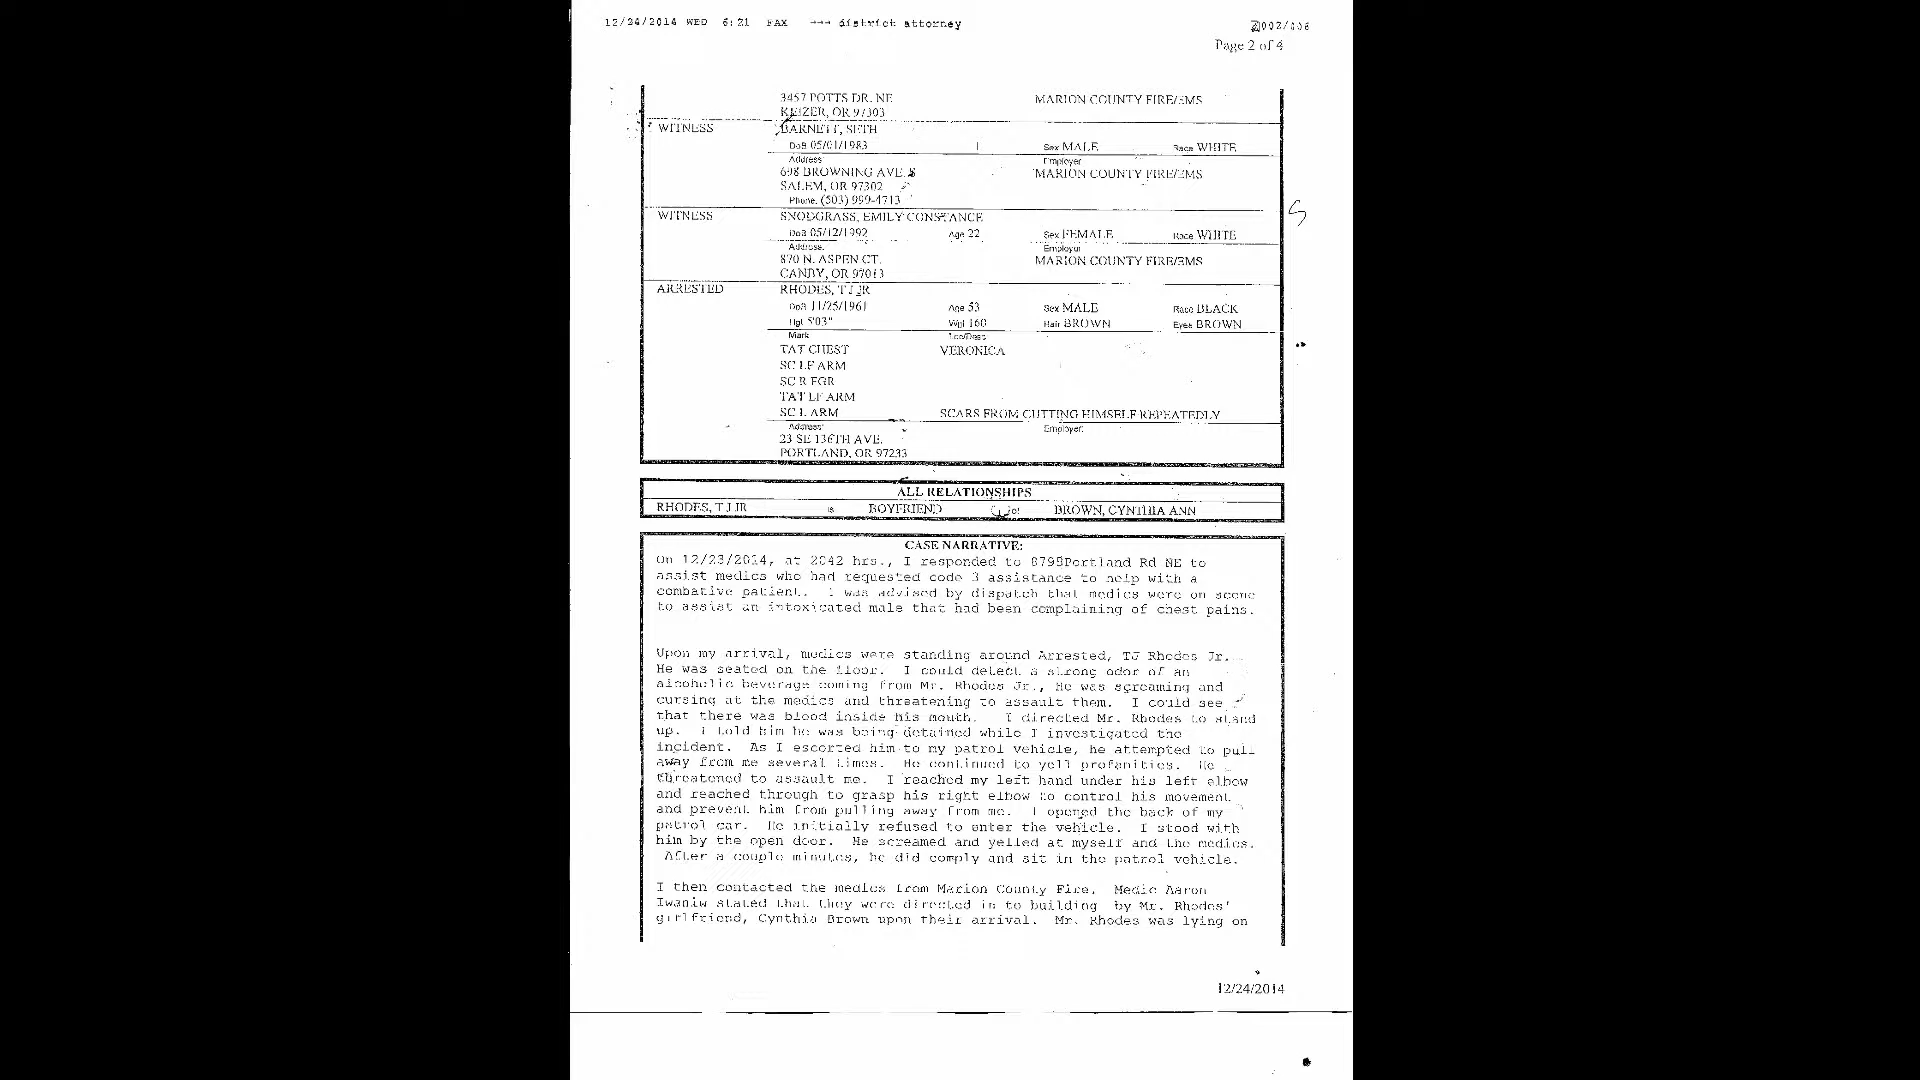 12/24/2014 WED 6:21 FAX ---> district attorney
002/008
Page 2 of 4
3457 POTTS DR. NE MARION COUNTY FIRE/EMS
KEIZER, OR 97303
WITNESS BARNETT, SETH
DoB 05/01/1983 Sex MALE Race WHITE
Address: Employer
698 BROWNING AVE. S MARION COUNTY FIRE/EMS
SALEM, OR 97302
Phone: (503) 999-4713
WITNESS SNODGRASS, EMILY CONSTANCE
DoB 05/12/1992 Age 22 Sex FEMALE Race WHITE
Address: Employer
870 N. ASPEN CT. MARION COUNTY FIRE/EMS
CANBY, OR 97013
ARRESTED RHODES, T J JR
DoB 11/25/1961 Age 53 Sex MALE Race BLACK
Hgt 5'03" Wgt 160 Hair BROWN Eyes BROWN
Mark Loc/Desc
TAT CHEST VERONICA
SC LF ARM
SC R FGR
TAT LF ARM
SC L ARM SCARS FROM CUTTING HIMSELF REPEATEDLY
Address: Employer:
23 SE 136TH AVE.
PORTLAND, OR 97233
ALL RELATIONSHIPS
RHODES, T J JR is BOYFRIEND of BROWN, CYNTHIA ANN
CASE NARRATIVE:
On 12/23/2014, at 2042 hrs., I responded to 8795Portland Rd NE to
assist medics who had requested code 3 assistance to help with a
combative patient. I was advised by dispatch that medics were on scene
to assist an intoxicated male that had been complaining of chest pains.
Upon my arrival, medics were standing around Arrested, TJ Rhodes Jr.
He was seated on the floor. I could detect a strong odor of an
alcoholic beverage coming from Mr. Rhodes Jr., He was screaming and
cursing at the medics and threatening to assault them. I could see
that there was blood inside his mouth. I directed Mr. Rhodes to stand
up. I told him he was being detained while I investigated the
incident. As I escorted him to my patrol vehicle, he attempted to pull
away from me several times. He continued to yell profanities. He
threatened to assault me. I reached my left hand under his left elbow
and reached through to grasp his right elbow to control his movement
and prevent him from pulling away from me. I opened the back of my
patrol car. He initially refused to enter the vehicle. I stood with
him by the open door. He screamed and yelled at myself and the medics.
After a couple minutes, he did comply and sit in the patrol vehicle.
I then contacted the medics from Marion County Fire. Medic Aaron
Iwaniw stated that they were directed in to building by Mr. Rhodes'
girlfriend, Cynthia Brown upon their arrival. Mr. Rhodes was lying on
12/24/2014